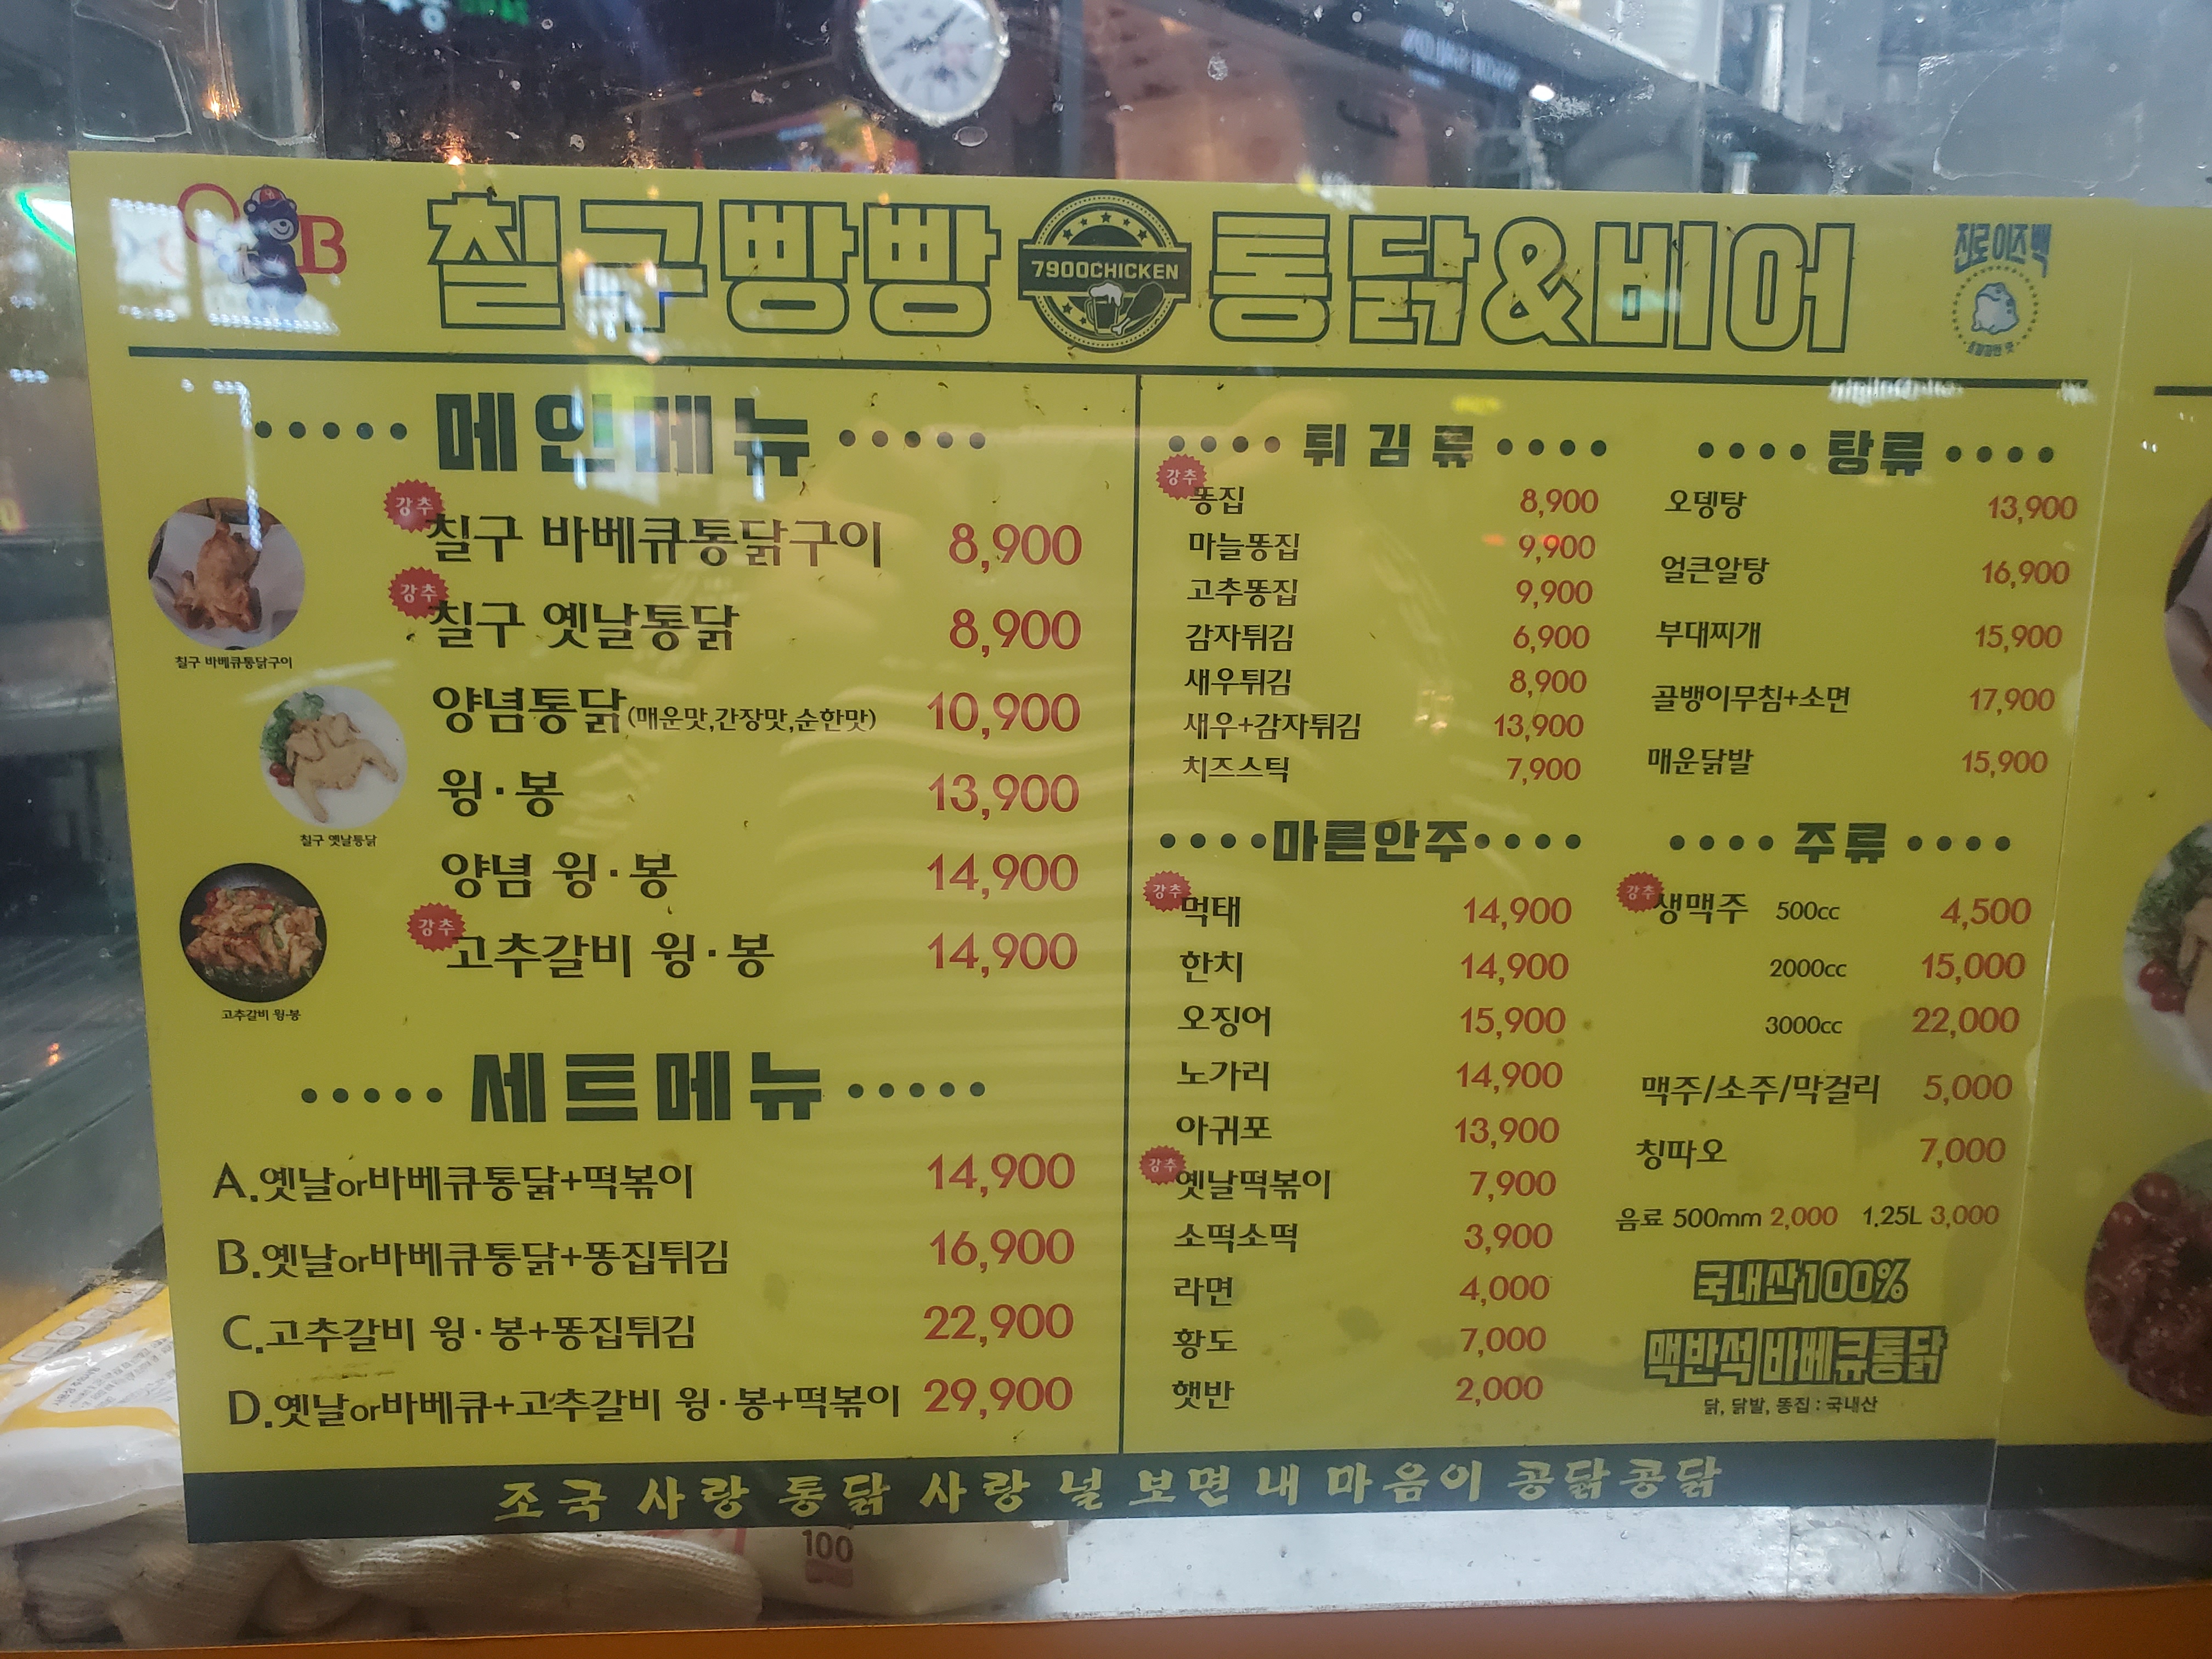 OB
칠구빵빵
7900CHICKEN
통닭&비어
진로이즈백
메인메뉴
강추
칠구 바베큐통닭구이 8,900
강추
칠구 옛날통닭 8,900
양념통닭(매운맛,간장맛,순한맛) 10,900
윙·봉 13,900
양념 윙·봉 14,900
강추
고추갈비 윙·봉 14,900
칠구 바베큐통닭구이
칠구 옛날통닭
고추갈비 윙·봉
세트메뉴
A.옛날or바베큐통닭+떡볶이 14,900
B.옛날or바베큐통닭+똥집튀김 16,900
C.고추갈비 윙·봉+똥집튀김 22,900
D.옛날or바베큐+고추갈비 윙·봉+떡볶이 29,900
튀김류
강추
똥집 8,900
마늘똥집 9,900
고추똥집 9,900
감자튀김 6,900
새우튀김 8,900
새우+감자튀김 13,900
치즈스틱 7,900
탕류
오뎅탕 13,900
얼큰알탕 16,900
부대찌개 15,900
골뱅이무침+소면 17,900
매운닭발 15,900
마른안주
강추
먹태 14,900
한치 14,900
오징어 15,900
노가리 14,900
아귀포 13,900
강추
옛날떡볶이 7,900
소떡소떡 3,900
라면 4,000
황도 7,000
햇반 2,000
주류
강추
생맥주 500cc 4,500
2000cc 15,000
3000cc 22,000
맥주/소주/막걸리 5,000
칭따오 7,000
음료 500mm 2,000 1,25L 3,000
국내산100%
맥반석 바베큐통닭
닭, 닭발, 똥집 : 국내산
조국 사랑 통닭 사랑 널 보면 내 마음이 콩닭콩닭
100